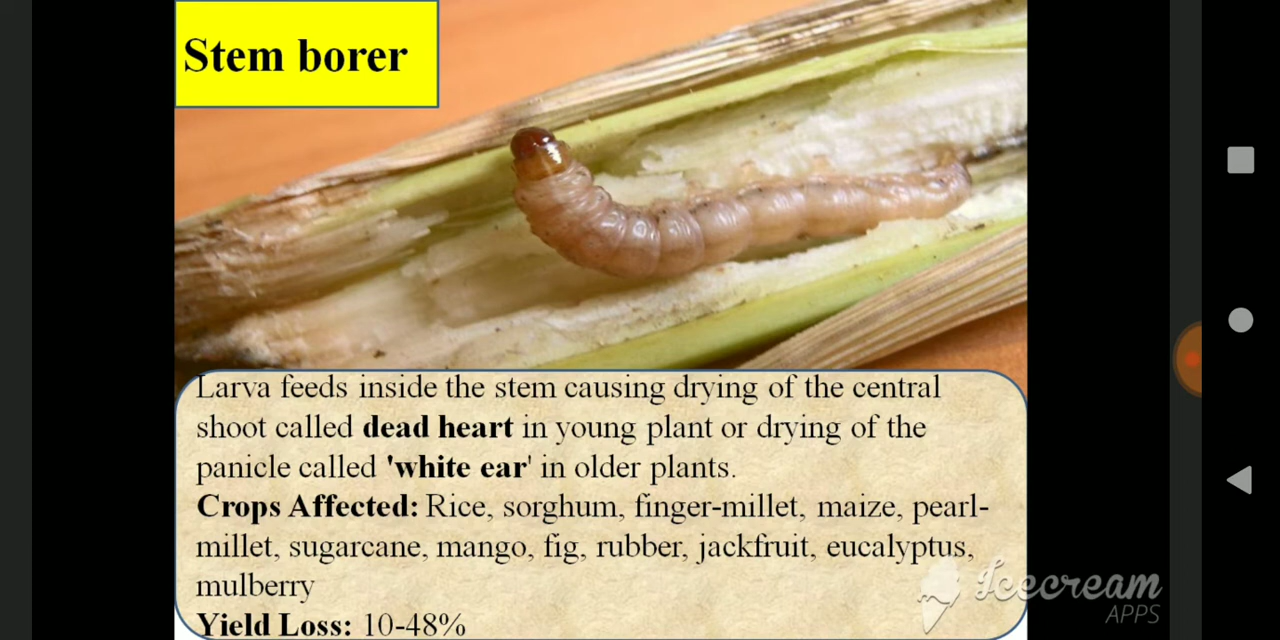 Stem borer
Larva feeds inside the stem causing drying of the central
shoot called dead heart in young plant or drying of the
panicle called 'white ear' in older plants.
Crops Affected: Rice, sorghum, finger-millet, maize, pearl-
millet, sugarcane, mango, fig, rubber, jackfruit, eucalyptus,
mulberry
Yield Loss: 10-48%
Icecream
APPS